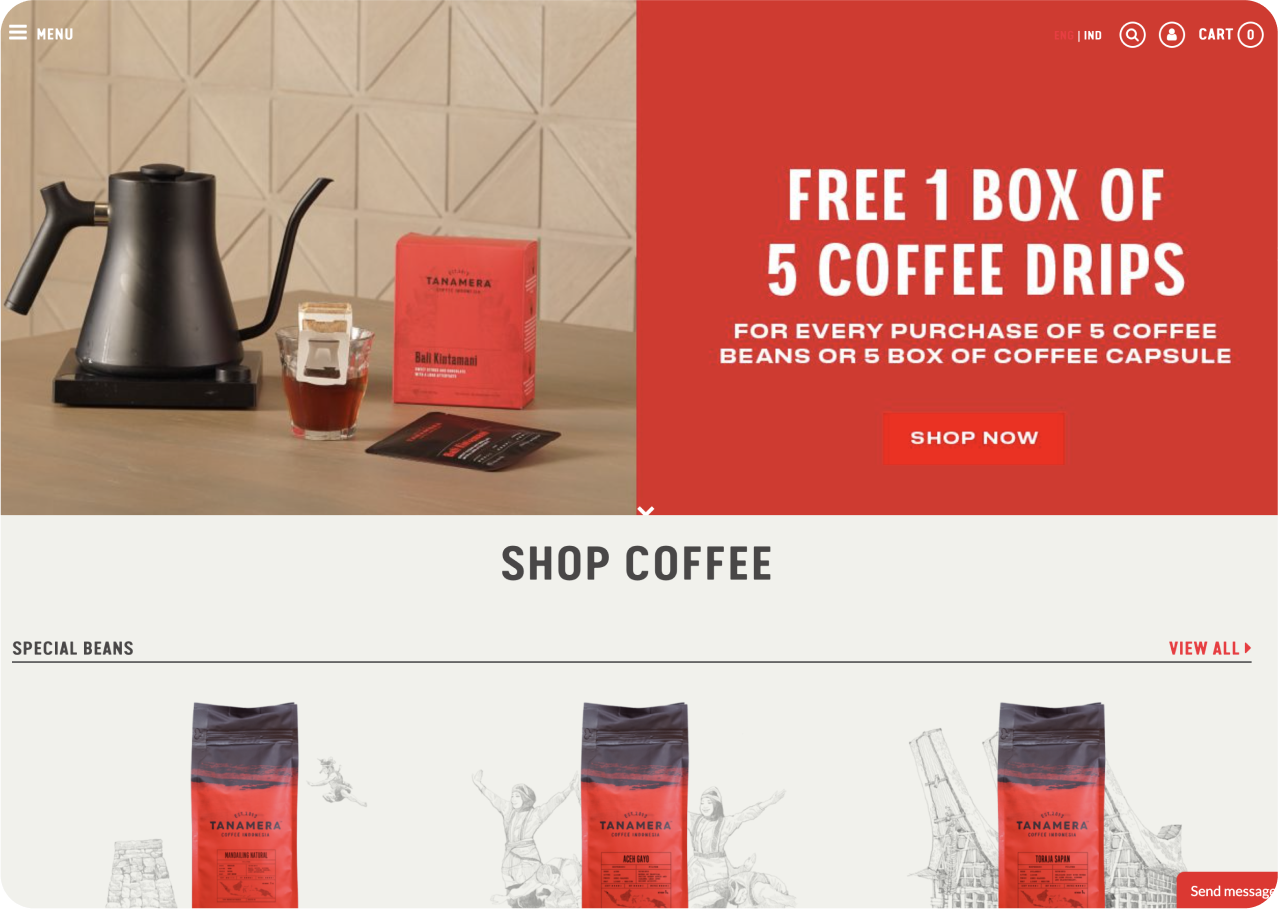 MENU
ENG | IND
CART 0
FREE 1 BOX OF
5 COFFEE DRIPS
FOR EVERY PURCHASE OF 5 COFFEE
BEANS OR 5 BOX OF COFFEE CAPSULE
SHOP NOW
TANAMERA
COFFEE INDONESIA
Bali Kintamani
SHOP COFFEE
SPECIAL BEANS
VIEW ALL
TANAMERA
COFFEE INDONESIA
MANDAILING NATURAL
TANAMERA
COFFEE INDONESIA
ACEH GAYO
TANAMERA
COFFEE INDONESIA
TORAJA SAPAN
Send message